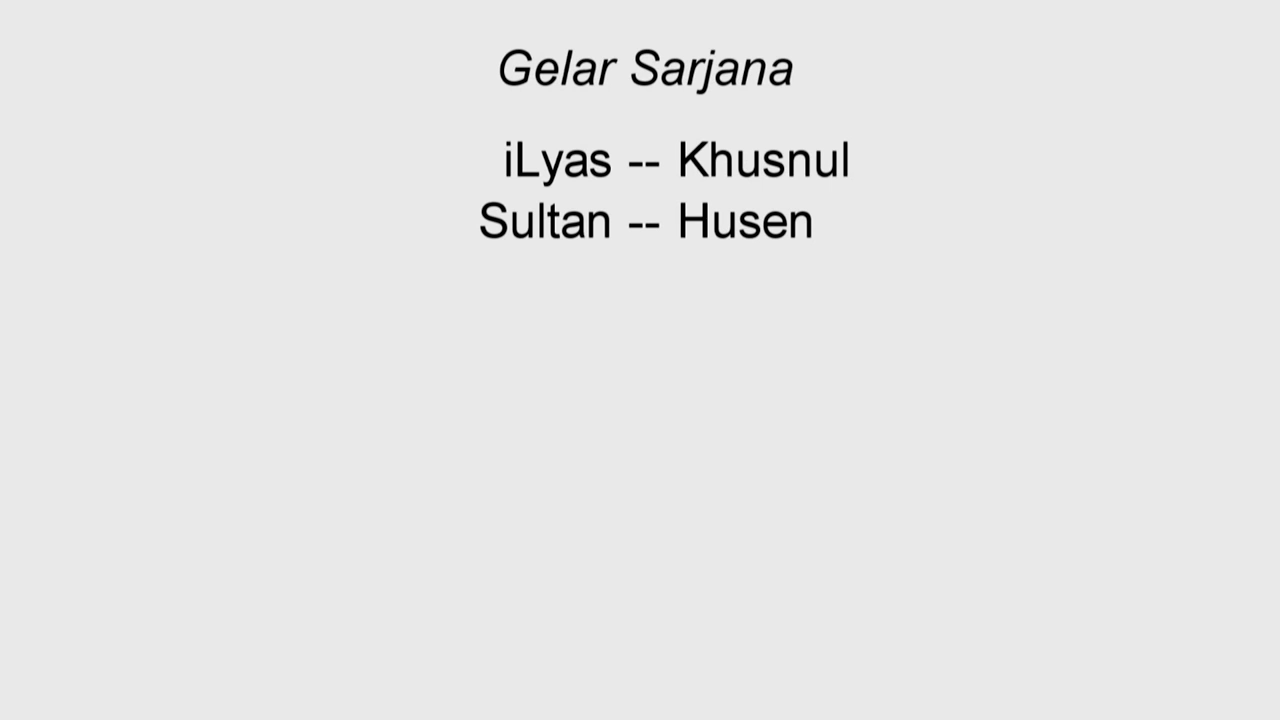 Gelar Sarjana
iLyas -- Khusnul
Sultan -- Husen